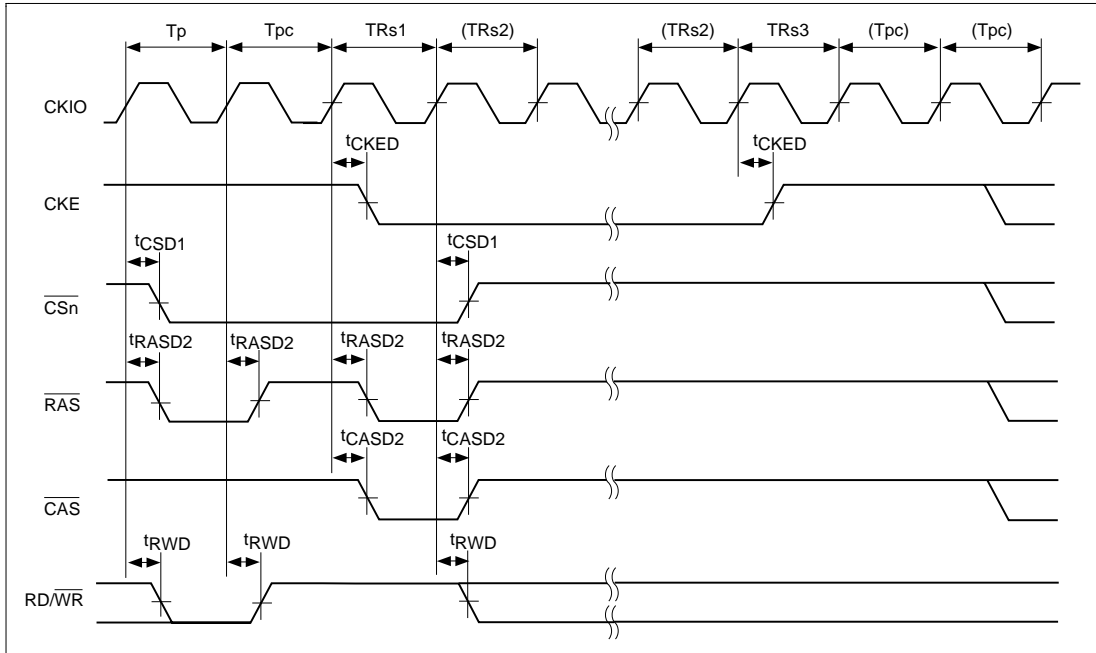 Tp Tpc TRs1 (TRs2) (TRs2) TRs3 (Tpc) (Tpc)
CKIO
tCKED tCKED
CKE
tCSD1 tCSD1
CSn
tRASD2 tRASD2 tRASD2 tRASD2
RAS
tCASD2 tCASD2
CAS
tRWD tRWD tRWD
RD/WR